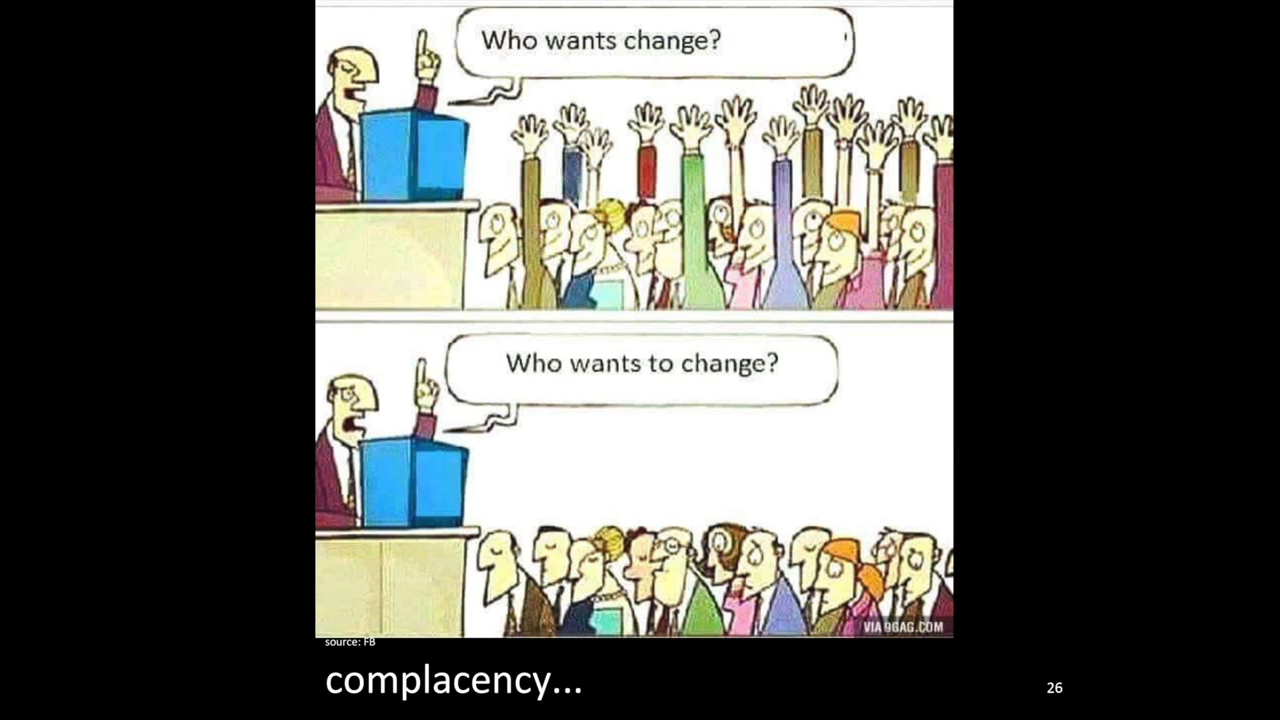 Who wants change?
Who wants to change?
VIA 9GAG.COM
source: FB
complacency...
26